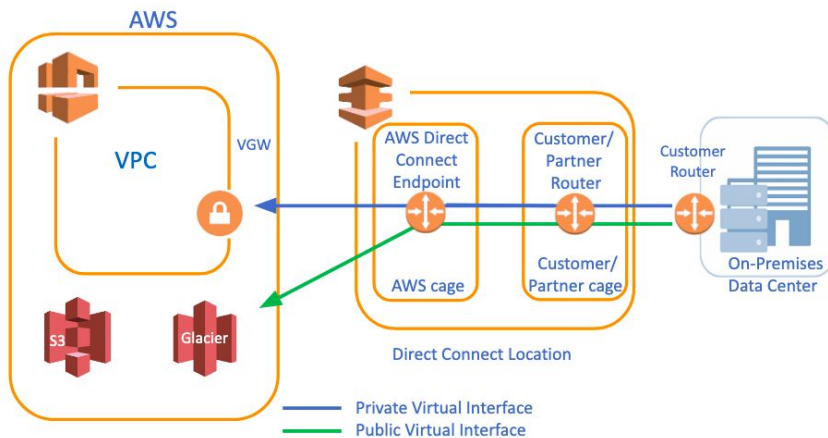 AWS
VPC
VGW
S3
Glacier
AWS Direct
Connect
Endpoint
AWS cage
Customer/
Partner
Router
Customer/
Partner cage
Direct Connect Location
Customer
Router
On-Premises
Data Center
Private Virtual Interface
Public Virtual Interface